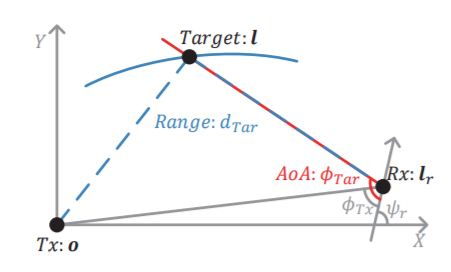 Y
Target: l
Range: d_Tar
AoA: ϕ_Tar
Rx: l_r
ϕ_Tx
ψ_r
Tx: o
X